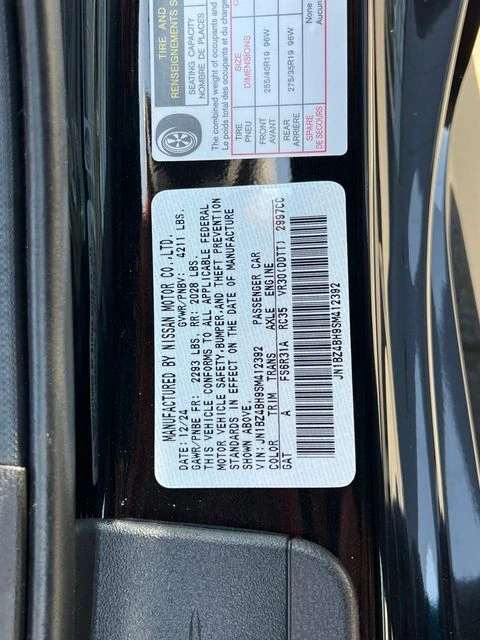 TIRE AND
RENSEIGNEMENTS S
SEATING CAPACITY
NOMBRE DE PLACES
The combined weight of occupants and
Le poids total des occupants et du charg
TIRE
PNEU
SIZE
DIMENSIONS
FRONT
AVANT
255/40R19 96W
REAR
ARRIÈRE
275/35R19 96W
SPARE
DE SECOURS
None
Aucun
MANUFACTURED BY NISSAN MOTOR CO.,LTD.
DATE: 12/24 GVWR/PNBV: 4211 LBS.
GAWR/PNBE FR: 2293 LBS. RR: 2028 LBS.
THIS VEHICLE CONFORMS TO ALL APPLICABLE FEDERAL
MOTOR VEHICLE SAFETY,BUMPER,AND THEFT PREVENTION
STANDARDS IN EFFECT ON THE DATE OF MANUFACTURE
SHOWN ABOVE.
VIN: JN1BZ4BH9SM412392 PASSENGER CAR
COLOR TRIM TRANS AXLE ENGINE
GAT A FS6R31A RC35 VR30(DDTT) 2997CC
JN1BZ4BH9SM412392